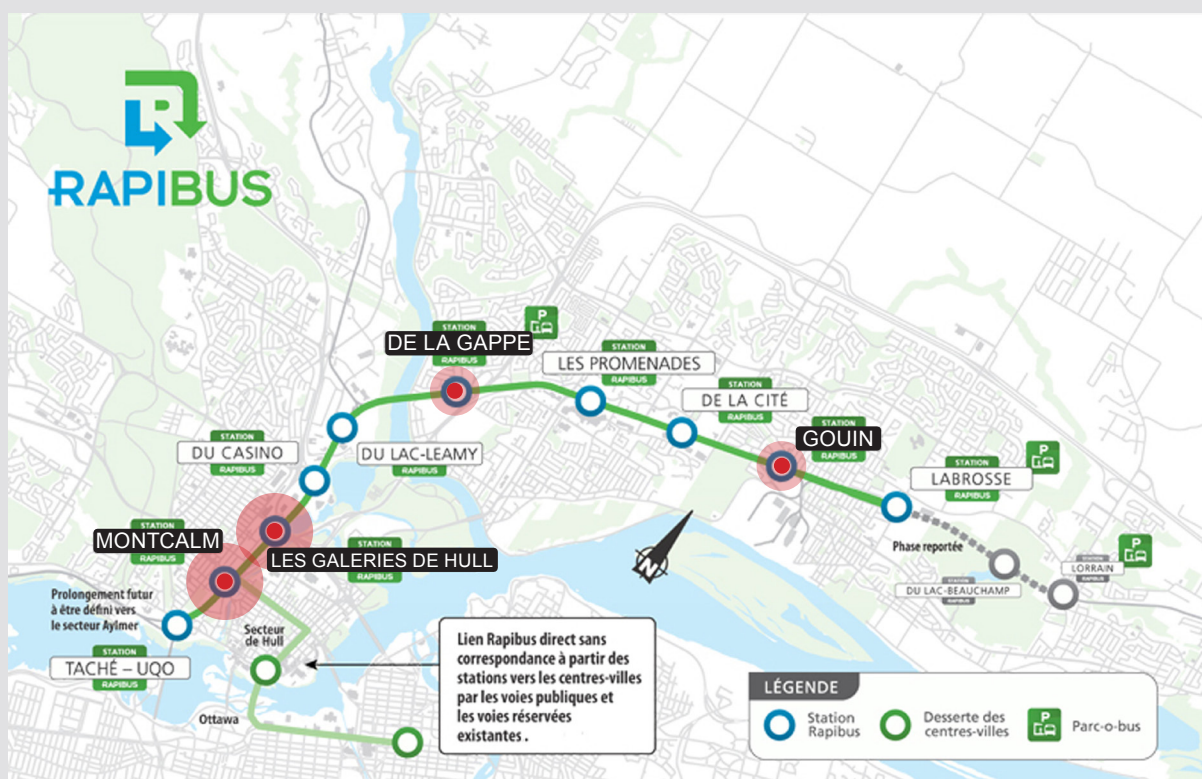 RAPIBUS
STATION
DE LA GAPPE
RAPIBUS
P
STATION
LES PROMENADES
RAPIBUS
STATION
DE LA CITÉ
RAPIBUS
STATION
GOUIN
RAPIBUS
P
STATION
LABROSSE
RAPIBUS
STATION
DU CASINO
RAPIBUS
DU LAC-LEAMY
RAPIBUS
STATION
MONTCALM
RAPIBUS
STATION
LES GALERIES DE HULL
RAPIBUS
Phase reportée
P
STATION
LORRAIN
RAPIBUS
STATION
DU LAC-BEAUCHAMP
RAPIBUS
Prolongement futur
à être défini vers
le secteur Aylmer
STATION
TACHÉ – UQO
RAPIBUS
Secteur
de Hull
Ottawa
N
Lien Rapibus direct sans
correspondance à partir des
stations vers les centres-villes
par les voies publiques et
les voies réservées
existantes .
LÉGENDE
Station
Rapibus
Desserte des
centres-villes
P
Parc-o-bus